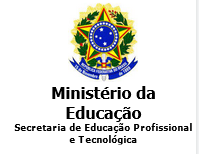 Ministério da
Educação
Secretaria de Educação Profissional
e Tecnológica